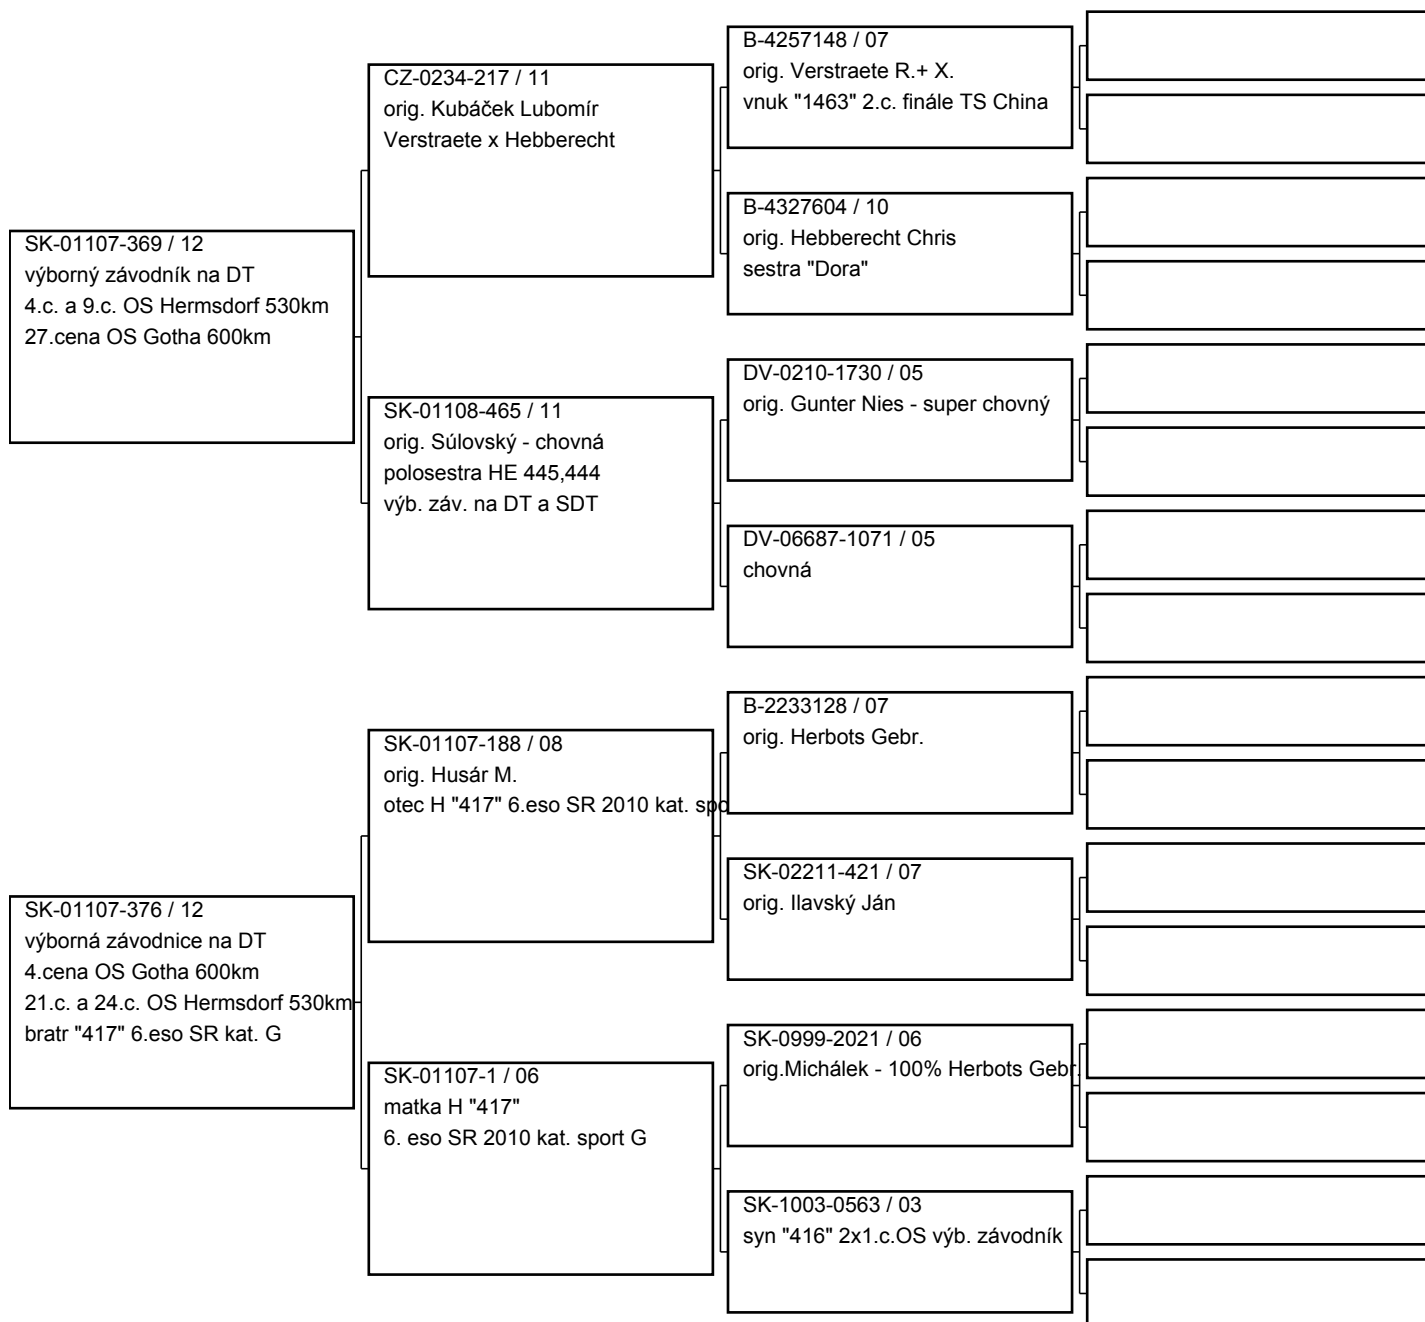 SK-01107-369 / 12
výborný závodník na DT
4.c. a 9.c. OS Hermsdorf 530km
27.cena OS Gotha 600km
SK-01107-376 / 12
výborná závodnice na DT
4.cena OS Gotha 600km
21.c. a 24.c. OS Hermsdorf 530km
bratr "417" 6.eso SR kat. G
CZ-0234-217 / 11
orig. Kubáček Lubomír
Verstraete x Hebberecht
SK-01108-465 / 11
orig. Súlovský - chovná
polosestra HE 445,444
výb. záv. na DT a SDT
SK-01107-188 / 08
orig. Husár M.
otec H "417" 6.eso SR 2010 kat. spo
SK-01107-1 / 06
matka H "417"
6. eso SR 2010 kat. sport G
B-4257148 / 07
orig. Verstraete R.+ X.
vnuk "1463" 2.c. finále TS China
B-4327604 / 10
orig. Hebberecht Chris
sestra "Dora"
DV-0210-1730 / 05
orig. Gunter Nies - super chovný
DV-06687-1071 / 05
chovná
B-2233128 / 07
orig. Herbots Gebr.
SK-02211-421 / 07
orig. Ilavský Ján
SK-0999-2021 / 06
orig.Michálek - 100% Herbots Gebr.
SK-1003-0563 / 03
syn "416" 2x1.c.OS výb. závodník